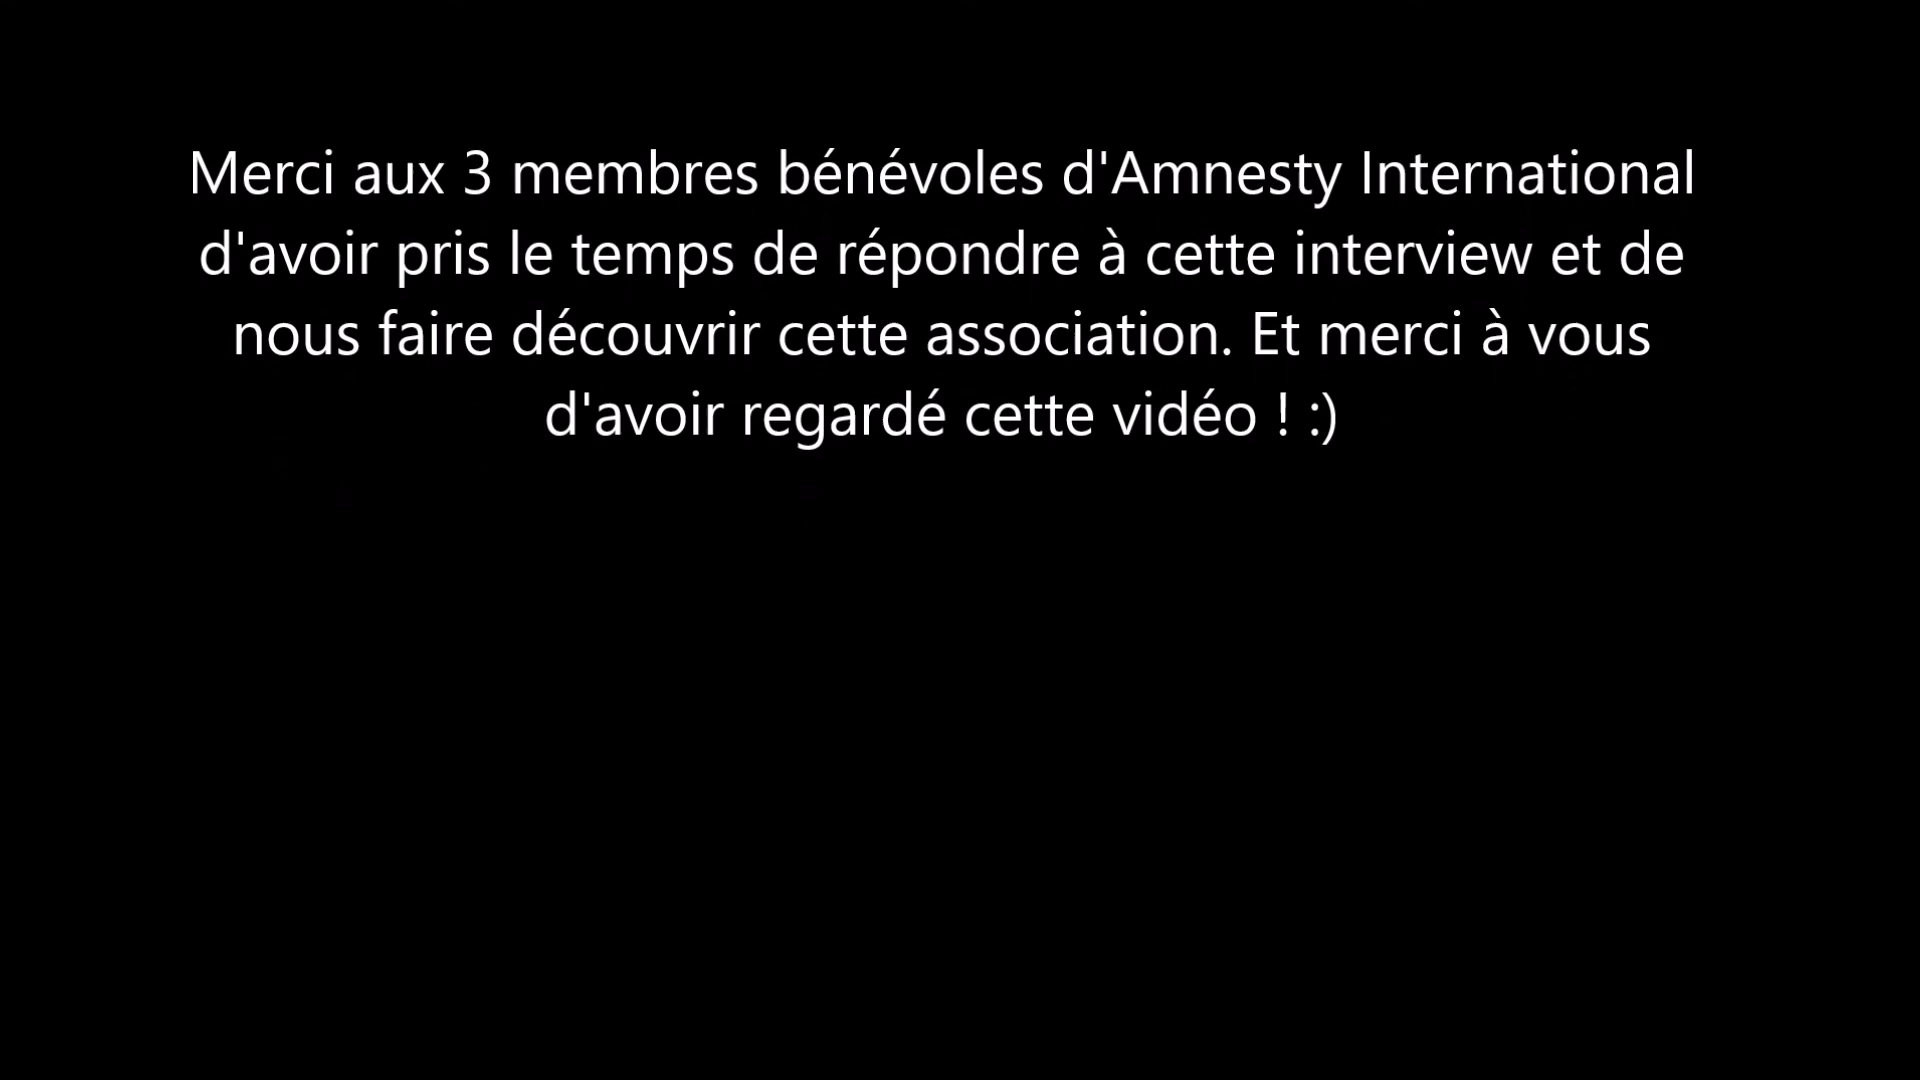 Merci aux 3 membres bénévoles d'Amnesty International
d'avoir pris le temps de répondre à cette interview et de
nous faire découvrir cette association. Et merci à vous
d'avoir regardé cette vidéo ! :)